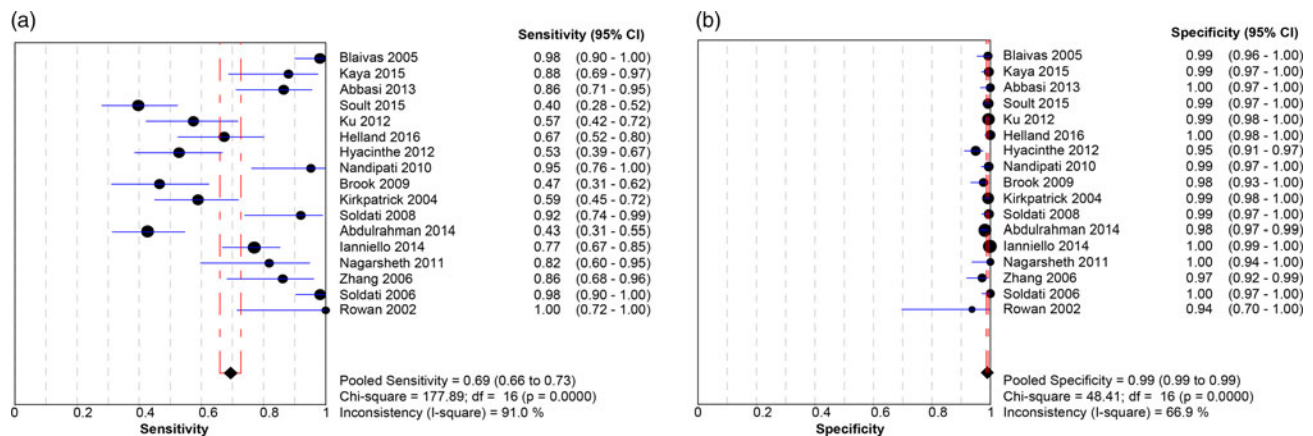 (a)
Sensitivity (95% CI)
Blaivas 2005 0.98 (0.90 - 1.00)
Kaya 2015 0.88 (0.69 - 0.97)
Abbasi 2013 0.86 (0.71 - 0.95)
Soult 2015 0.40 (0.28 - 0.52)
Ku 2012 0.57 (0.42 - 0.72)
Helland 2016 0.67 (0.52 - 0.80)
Hyacinthe 2012 0.53 (0.39 - 0.67)
Nandipati 2010 0.95 (0.76 - 1.00)
Brook 2009 0.47 (0.31 - 0.62)
Kirkpatrick 2004 0.59 (0.45 - 0.72)
Soldati 2008 0.92 (0.74 - 0.99)
Abdulrahman 2014 0.43 (0.31 - 0.55)
Ianniello 2014 0.77 (0.67 - 0.85)
Nagarsheth 2011 0.82 (0.60 - 0.95)
Zhang 2006 0.86 (0.68 - 0.96)
Soldati 2006 0.98 (0.90 - 1.00)
Rowan 2002 1.00 (0.72 - 1.00)
Pooled Sensitivity = 0.69 (0.66 to 0.73)
Chi-square = 177.89; df = 16 (p = 0.0000)
Inconsistency (I-square) = 91.0 %
0 0.2 0.4 0.6 0.8 1
Sensitivity
(b)
Specificity (95% CI)
Blaivas 2005 0.99 (0.96 - 1.00)
Kaya 2015 0.99 (0.97 - 1.00)
Abbasi 2013 1.00 (0.97 - 1.00)
Soult 2015 0.99 (0.97 - 1.00)
Ku 2012 0.99 (0.98 - 1.00)
Helland 2016 1.00 (0.98 - 1.00)
Hyacinthe 2012 0.95 (0.91 - 0.97)
Nandipati 2010 0.99 (0.97 - 1.00)
Brook 2009 0.98 (0.93 - 1.00)
Kirkpatrick 2004 0.99 (0.98 - 1.00)
Soldati 2008 0.99 (0.97 - 1.00)
Abdulrahman 2014 0.98 (0.97 - 0.99)
Ianniello 2014 1.00 (0.99 - 1.00)
Nagarsheth 2011 1.00 (0.94 - 1.00)
Zhang 2006 0.97 (0.92 - 0.99)
Soldati 2006 1.00 (0.97 - 1.00)
Rowan 2002 0.94 (0.70 - 1.00)
Pooled Specificity = 0.99 (0.99 to 0.99)
Chi-square = 48.41; df = 16 (p = 0.0000)
Inconsistency (I-square) = 66.9 %
0 0.2 0.4 0.6 0.8 1
Specificity